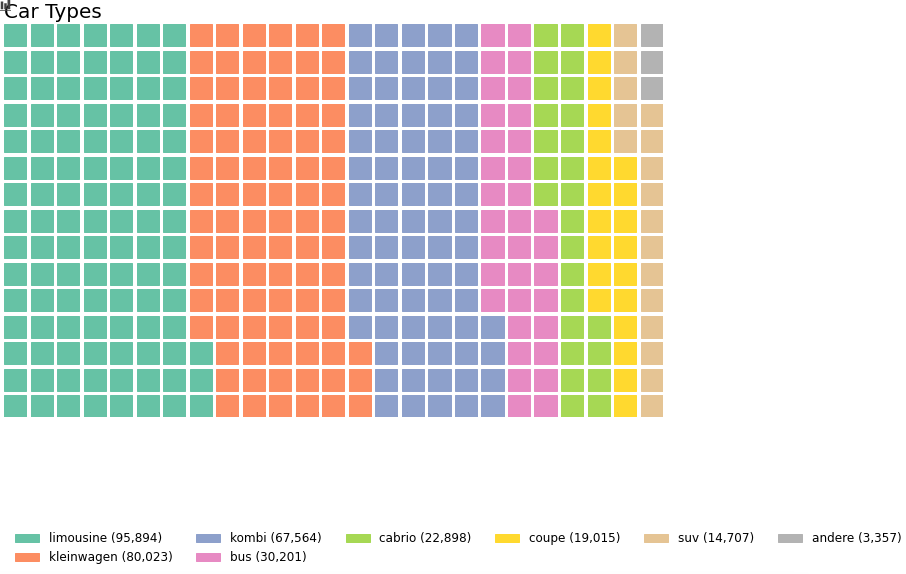 Car Types
limousine (95,894) kombi (67,564) cabrio (22,898) coupe (19,015) suv (14,707) andere (3,357)
kleinwagen (80,023) bus (30,201)